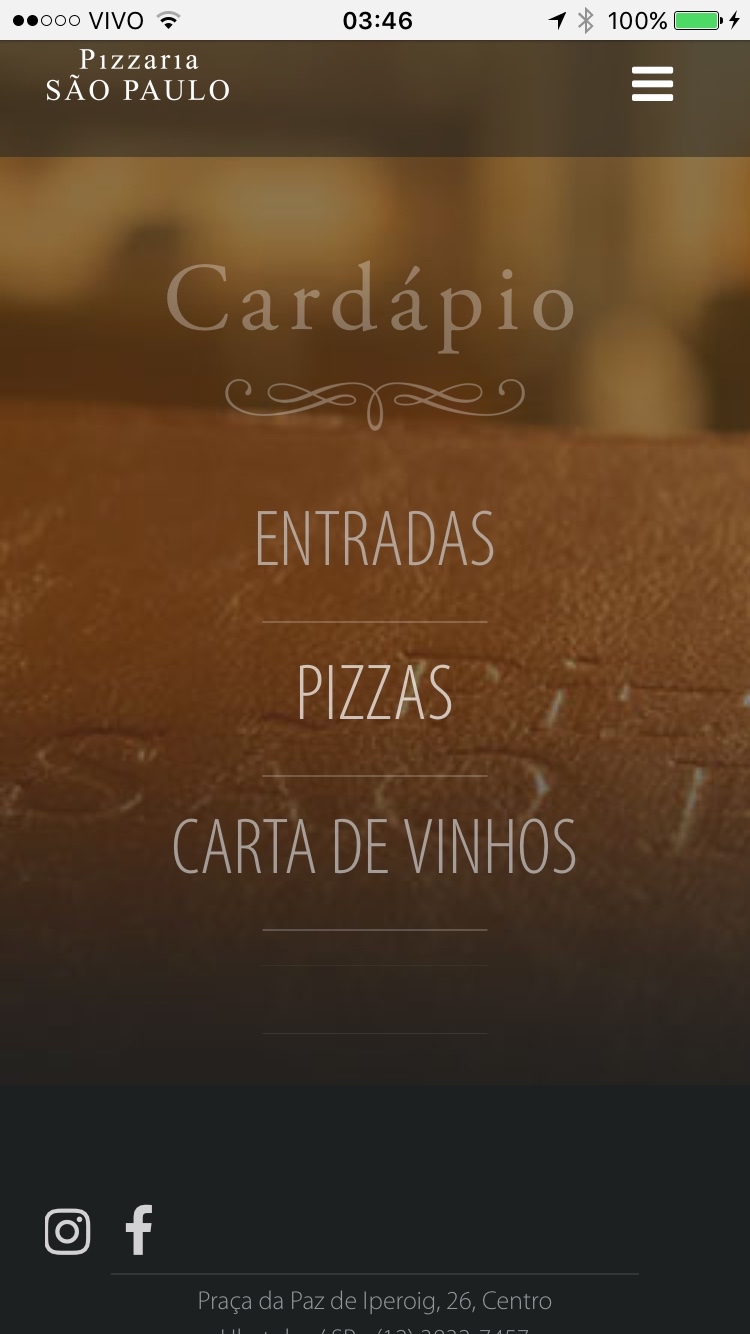 VIVO 03:46 100%
Pizzaria
SÃO PAULO
Cardápio
ENTRADAS
PIZZAS
CARTA DE VINHOS
Praça da Paz de Iperoig, 26, Centro